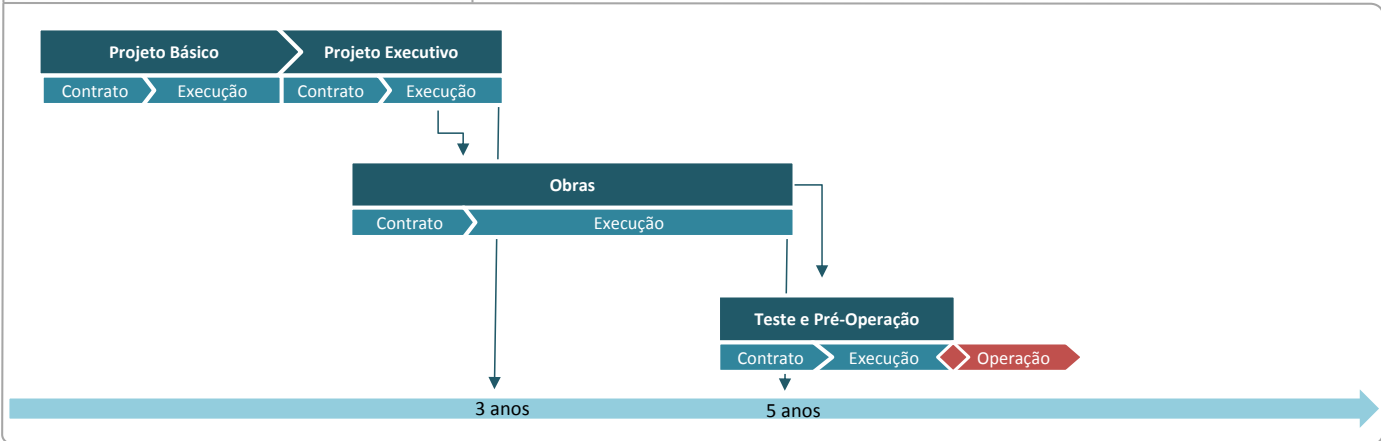 Projeto Básico Projeto Executivo
Contrato Execução Contrato Execução
Obras
Contrato Execução
Teste e Pré-Operação
Contrato Execução Operação
3 anos 5 anos